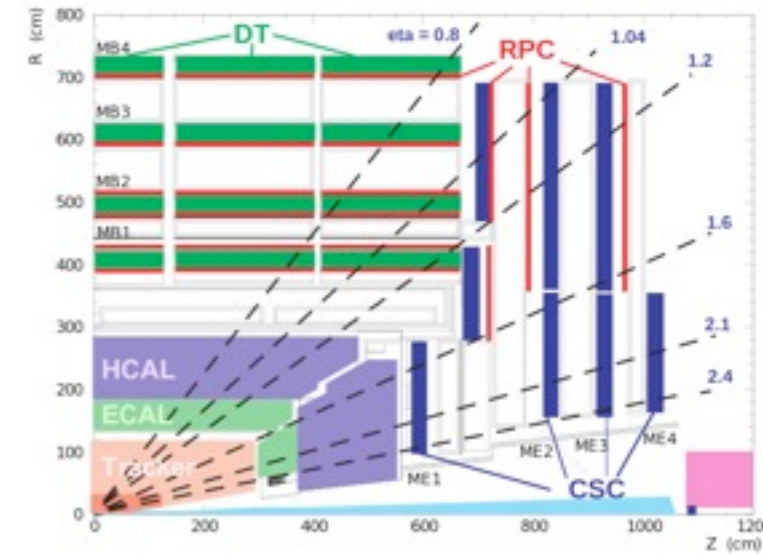 R (cm)
800
700
600
500
400
300
200
100
0
MB4
MB3
MB2
MB1
DT
eta = 0.8
1.04
RPC
1.2
1.6
2.1
2.4
HCAL
ECAL
Tracker
ME1
ME2
ME3
ME4
CSC
0
200
400
600
800
1000
120
Z (cm)